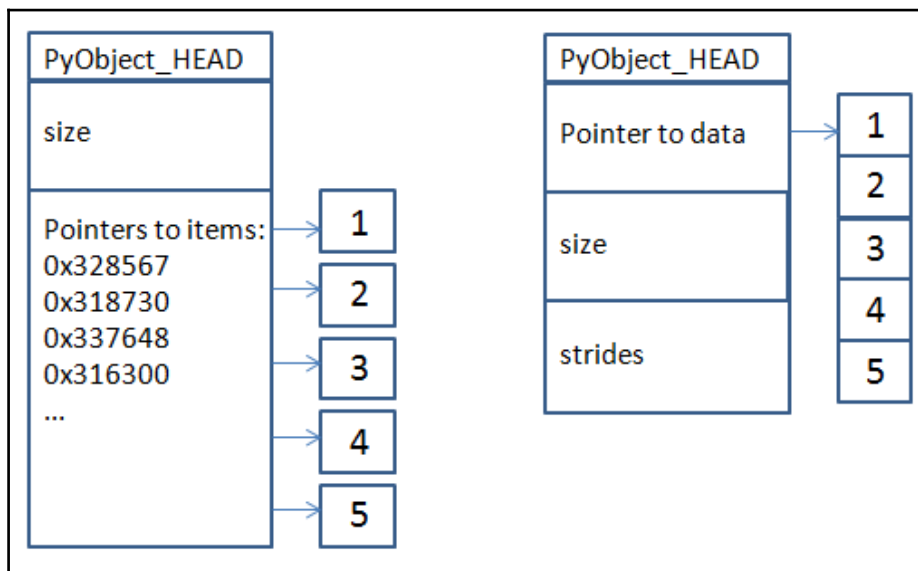 PyObject_HEAD
size
Pointers to items:
0x328567
0x318730
0x337648
0x316300
...
1
2
3
4
5
PyObject_HEAD
Pointer to data
size
strides
1
2
3
4
5